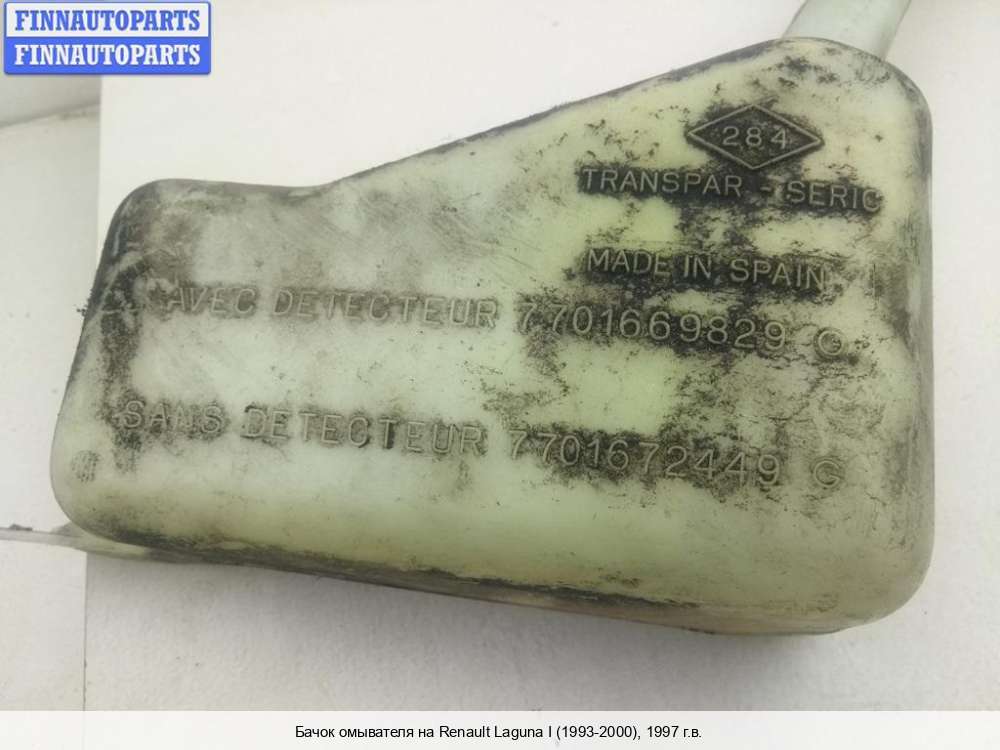 FINNAUTOPARTS
FINNAUTOPARTS
284
TRANSPAR - SERIC
MADE IN SPAIN
AVEC DETECTEUR 7701669829 G
SANS DETECTEUR 7701672449 G
Бачок омывателя на Renault Laguna I (1993-2000), 1997 г.в.